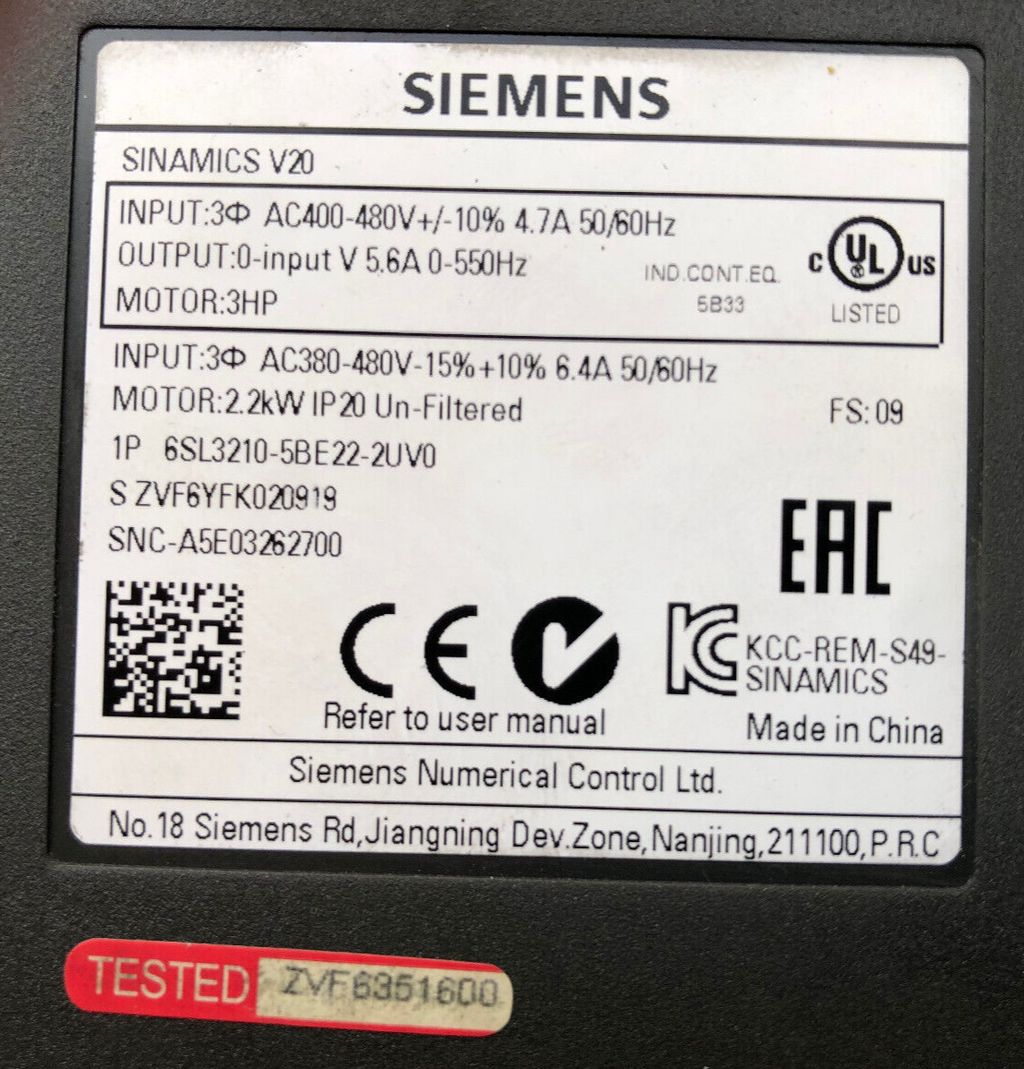 SIEMENS
SINAMICS V20
INPUT:3Φ AC400-480V+/-10% 4.7A 50/60Hz
OUTPUT:0-input V 5.6A 0-550Hz
MOTOR:3HP
IND.CONT.EQ.
5B33
C UL US
®
LISTED
INPUT:3Φ AC380-480V-15%+10% 6.4A 50/60Hz
MOTOR:2.2kW IP20 Un-Filtered
FS: 09
1P 6SL3210-5BE22-2UV0
S ZVF6YFK020919
SNC-A5E03262700
EAC
CE
KC
KCC-REM-S49-
SINAMICS
Refer to user manual
Made in China
Siemens Numerical Control Ltd.
No.18 Siemens Rd,Jiangning Dev.Zone,Nanjing,211100,P.R.C
TESTED ZVF6351600